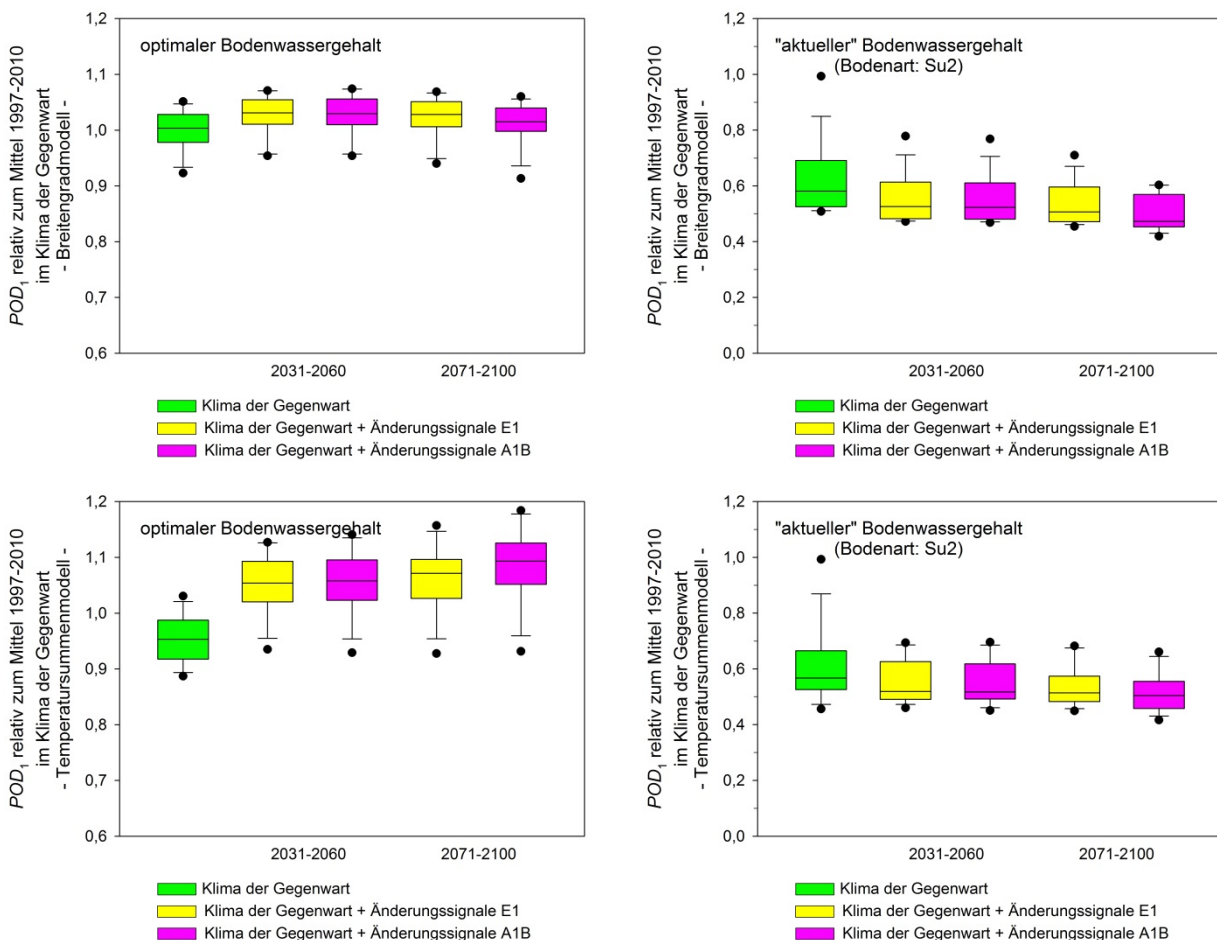 POD1 relativ zum Mittel 1997-2010
im Klima der Gegenwart
- Breitengradmodell -
1,2
1,1
1,0
0,9
0,8
0,7
0,6
optimaler Bodenwassergehalt
2031-2060
2071-2100
Klima der Gegenwart
Klima der Gegenwart + Änderungssignale E1
Klima der Gegenwart + Änderungssignale A1B
POD1 relativ zum Mittel 1997-2010
im Klima der Gegenwart
- Breitengradmodell -
1,2
1,0
0,8
0,6
0,4
0,2
0,0
"aktueller" Bodenwassergehalt
(Bodenart: Su2)
2031-2060
2071-2100
Klima der Gegenwart
Klima der Gegenwart + Änderungssignale E1
Klima der Gegenwart + Änderungssignale A1B
POD1 relativ zum Mittel 1997-2010
im Klima der Gegenwart
- Temperatursummenmodell -
1,2
1,1
1,0
0,9
0,8
0,7
0,6
optimaler Bodenwassergehalt
2031-2060
2071-2100
Klima der Gegenwart
Klima der Gegenwart + Änderungssignale E1
Klima der Gegenwart + Änderungssignale A1B
POD1 relativ zum Mittel 1997-2010
im Klima der Gegenwart
- Temperatursummenmodell -
1,2
1,0
0,8
0,6
0,4
0,2
0,0
"aktueller" Bodenwassergehalt
(Bodenart: Su2)
2031-2060
2071-2100
Klima der Gegenwart
Klima der Gegenwart + Änderungssignale E1
Klima der Gegenwart + Änderungssignale A1B